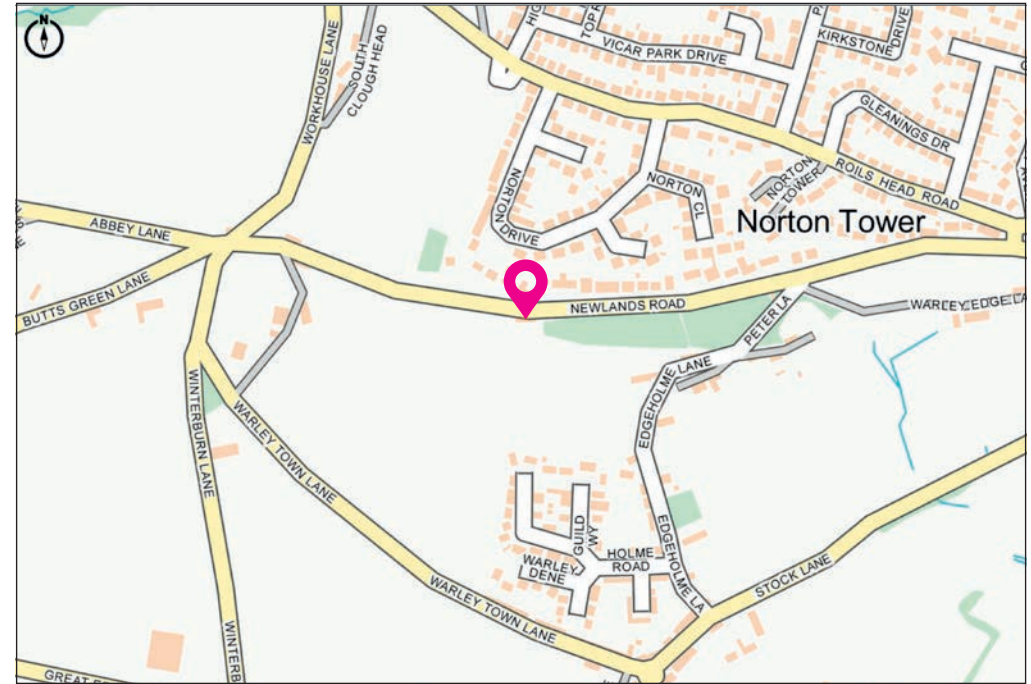 N
WORKHOUSE LANE
SOUTH
CLOUGH HEAD
VICAR PARK DRIVE
KIRKSTONE
DRIVE
GLEANINGS DR
NORTON
TOWER
ROILS HEAD ROAD
NORTON
DRIVE
NORTON CL
Norton Tower
ABBEY LANE
BUTTS GREEN LANE
NEWLANDS ROAD
PETER LA
WARLEY EDGE LA
EDGEHOLME LANE
WINTERBURN LANE
WARLEY TOWN LANE
GUILD
WY
HOLME
ROAD
WARLEY
DENE
EDGEHOLME LA
STOCK LANE
WARLEY TOWN LANE
WINTERB